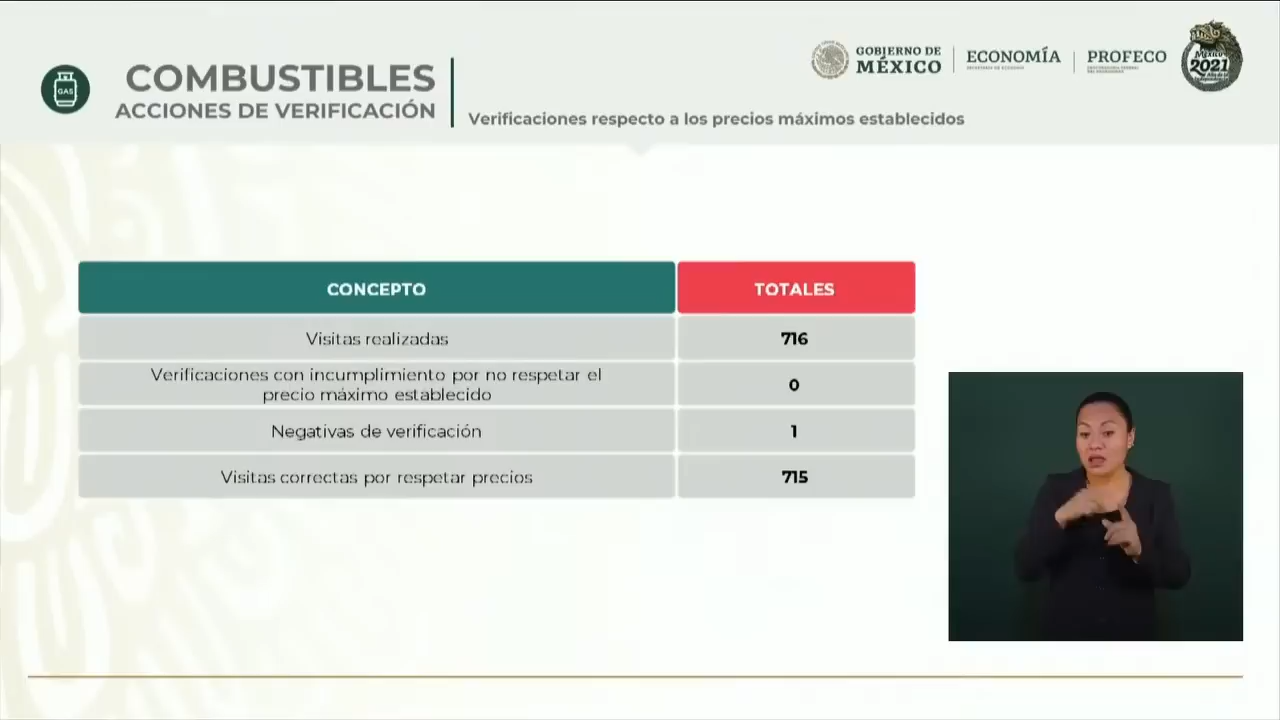 COMBUSTIBLES
ACCIONES DE VERIFICACIÓN
GAS
Verificaciones respecto a los precios máximos establecidos
GOBIERNO DE
MÉXICO
ECONOMÍA
PROFECO
México
2021
CONCEPTO
TOTALES
Visitas realizadas
716
Verificaciones con incumplimiento por no respetar el
precio máximo establecido
0
Negativas de verificación
1
Visitas correctas por respetar precios
715